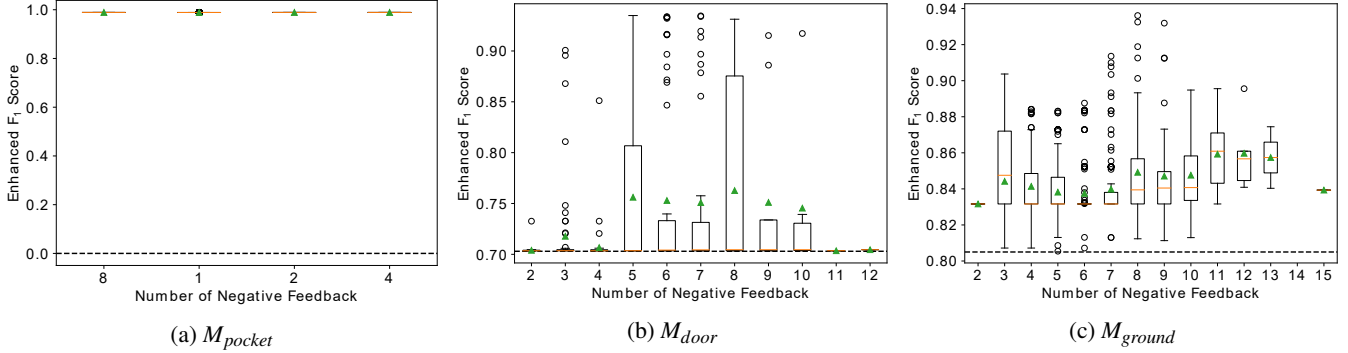 1.0
0.8
0.6
0.4
0.2
0.0
Enhanced F1 Score
8 1 2 4
Number of Negative Feedback
(a) Mpocket
0.90
0.85
0.80
0.75
0.70
Enhanced F1 Score
2 3 4 5 6 7 8 9 10 11 12
Number of Negative Feedback
(b) Mdoor
0.94
0.92
0.90
0.88
0.86
0.84
0.82
0.80
Enhanced F1 Score
2 3 4 5 6 7 8 9 10 11 12 13 14 15
Number of Negative Feedback
(c) Mground